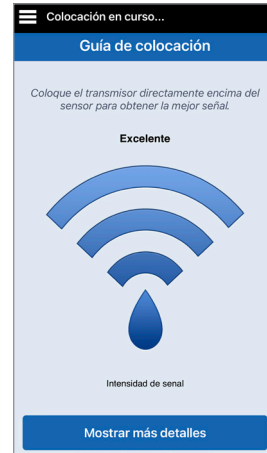 Colocación en curso...
Guía de colocación
Coloque el transmisor directamente encima del
sensor para obtener la mejor señal.
Excelente
Intensidad de senal
Mostrar más detalles